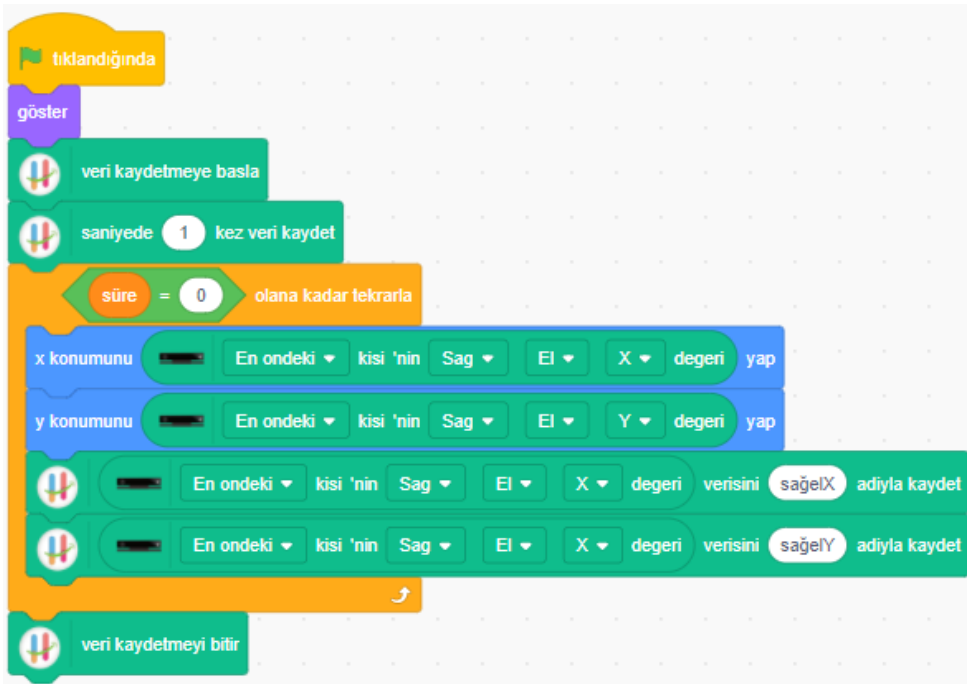 tıklandığında
göster
veri kaydetmeye basla
saniyede 1 kez veri kaydet
süre = 0 olana kadar tekrarla
x konumunu En ondeki kisi 'nin Sag El X degeri yap
y konumunu En ondeki kisi 'nin Sag El Y degeri yap
En ondeki kisi 'nin Sag El X degeri verisini sağelX adiyla kaydet
En ondeki kisi 'nin Sag El X degeri verisini sağelY adiyla kaydet
veri kaydetmeyi bitir